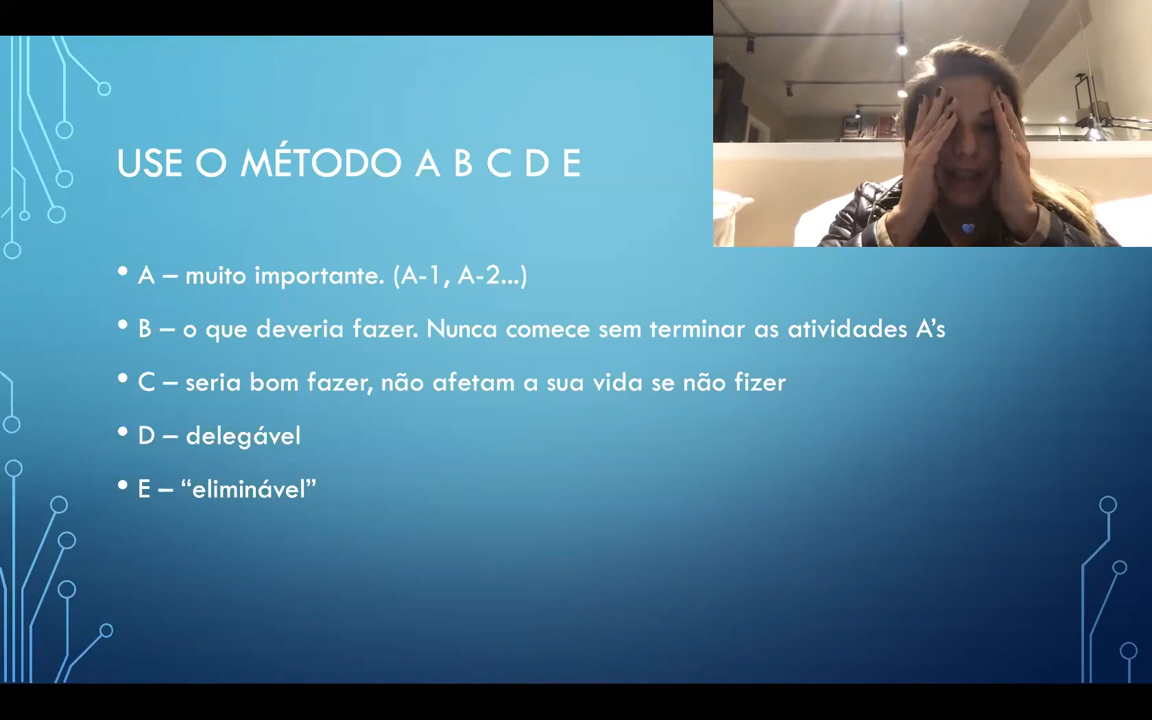 USE O MÉTODO A B C D E
• A – muito importante. (A-1, A-2...)
• B – o que deveria fazer. Nunca comece sem terminar as atividades A’s
• C – seria bom fazer, não afetam a sua vida se não fizer
• D – delegável
• E – “eliminável”